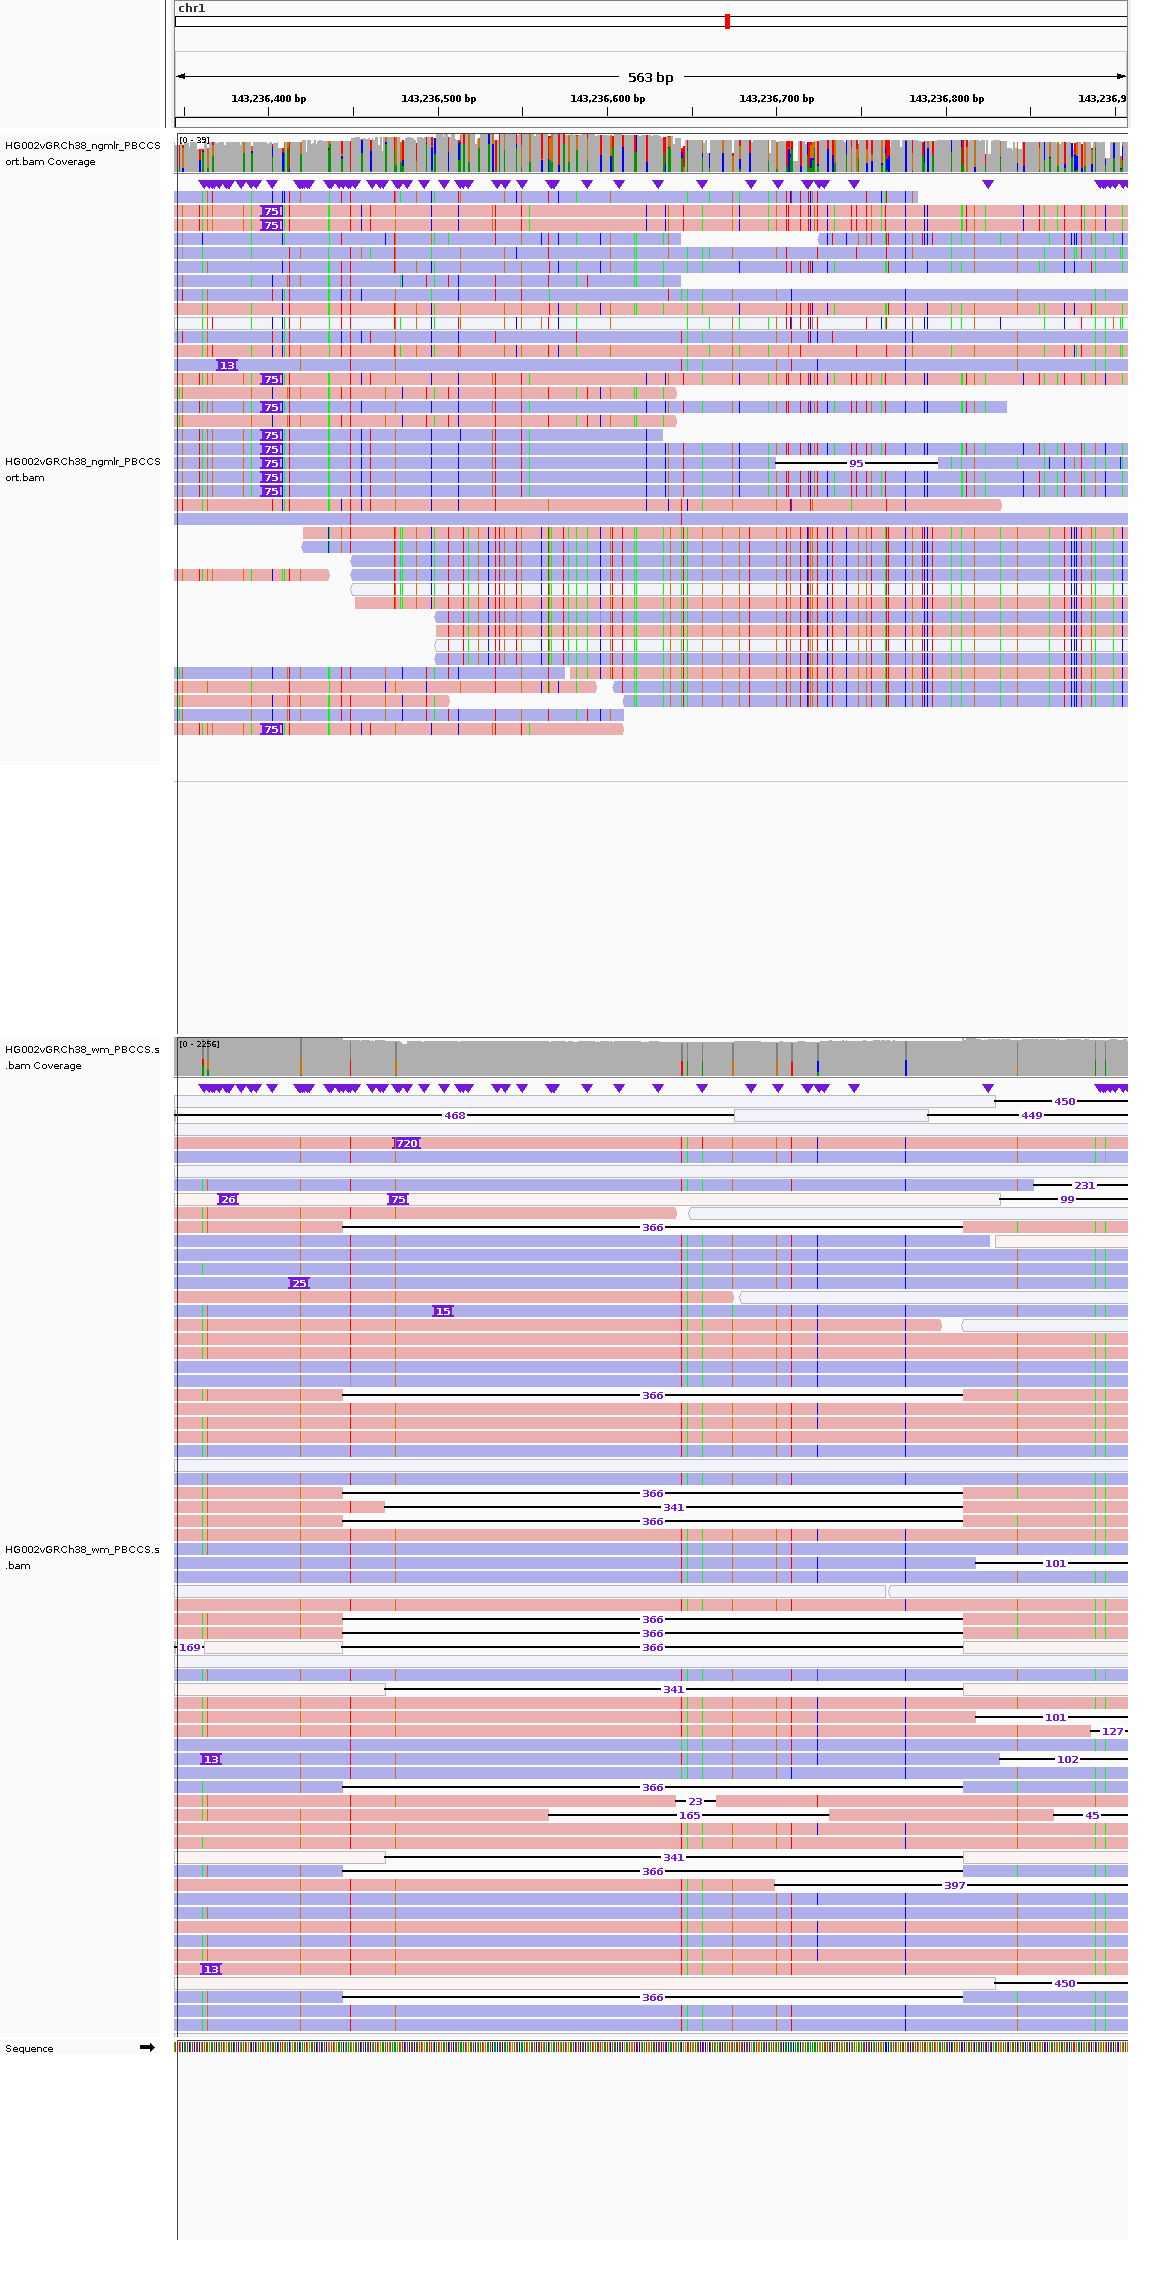 chr1
563 bp
143,236,400 bp 143,236,500 bp 143,236,600 bp 143,236,700 bp 143,236,800 bp 143,236,9
HG002vGRCh38_ngmlr_PBCCS
ort.bam Coverage
[0 - 39]
75
75
13
75
75
75
75
HG002vGRCh38_ngmlr_PBCCS
75 95
ort.bam
75
75
75
HG002vGRCh38_wm_PBCCS.s
.bam Coverage
[0 - 2256]
450
468 449
720
231
26 75 99
366
25
15
366
366
341
366
HG002vGRCh38_wm_PBCCS.s
.bam
101
366
366
169 366
341
101
127
13 102
366
23
165 45
341
366
397
13
450
366
Sequence